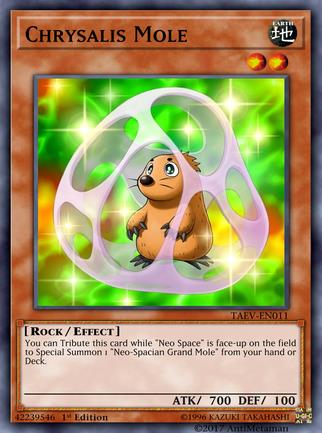 CHRYSALIS MOLE
EARTH
地
TAEV-EN011
[ROCK / EFFECT]
You can Tribute this card while "Neo Space" is face-up on the field
to Special Summon 1 "Neo-Spacian Grand Mole" from your hand or
Deck.
ATK/ 700 DEF/ 100
42239546 1st Edition ©1996 KAZUKI TAKAHASHI
©2017 AntiMetaman